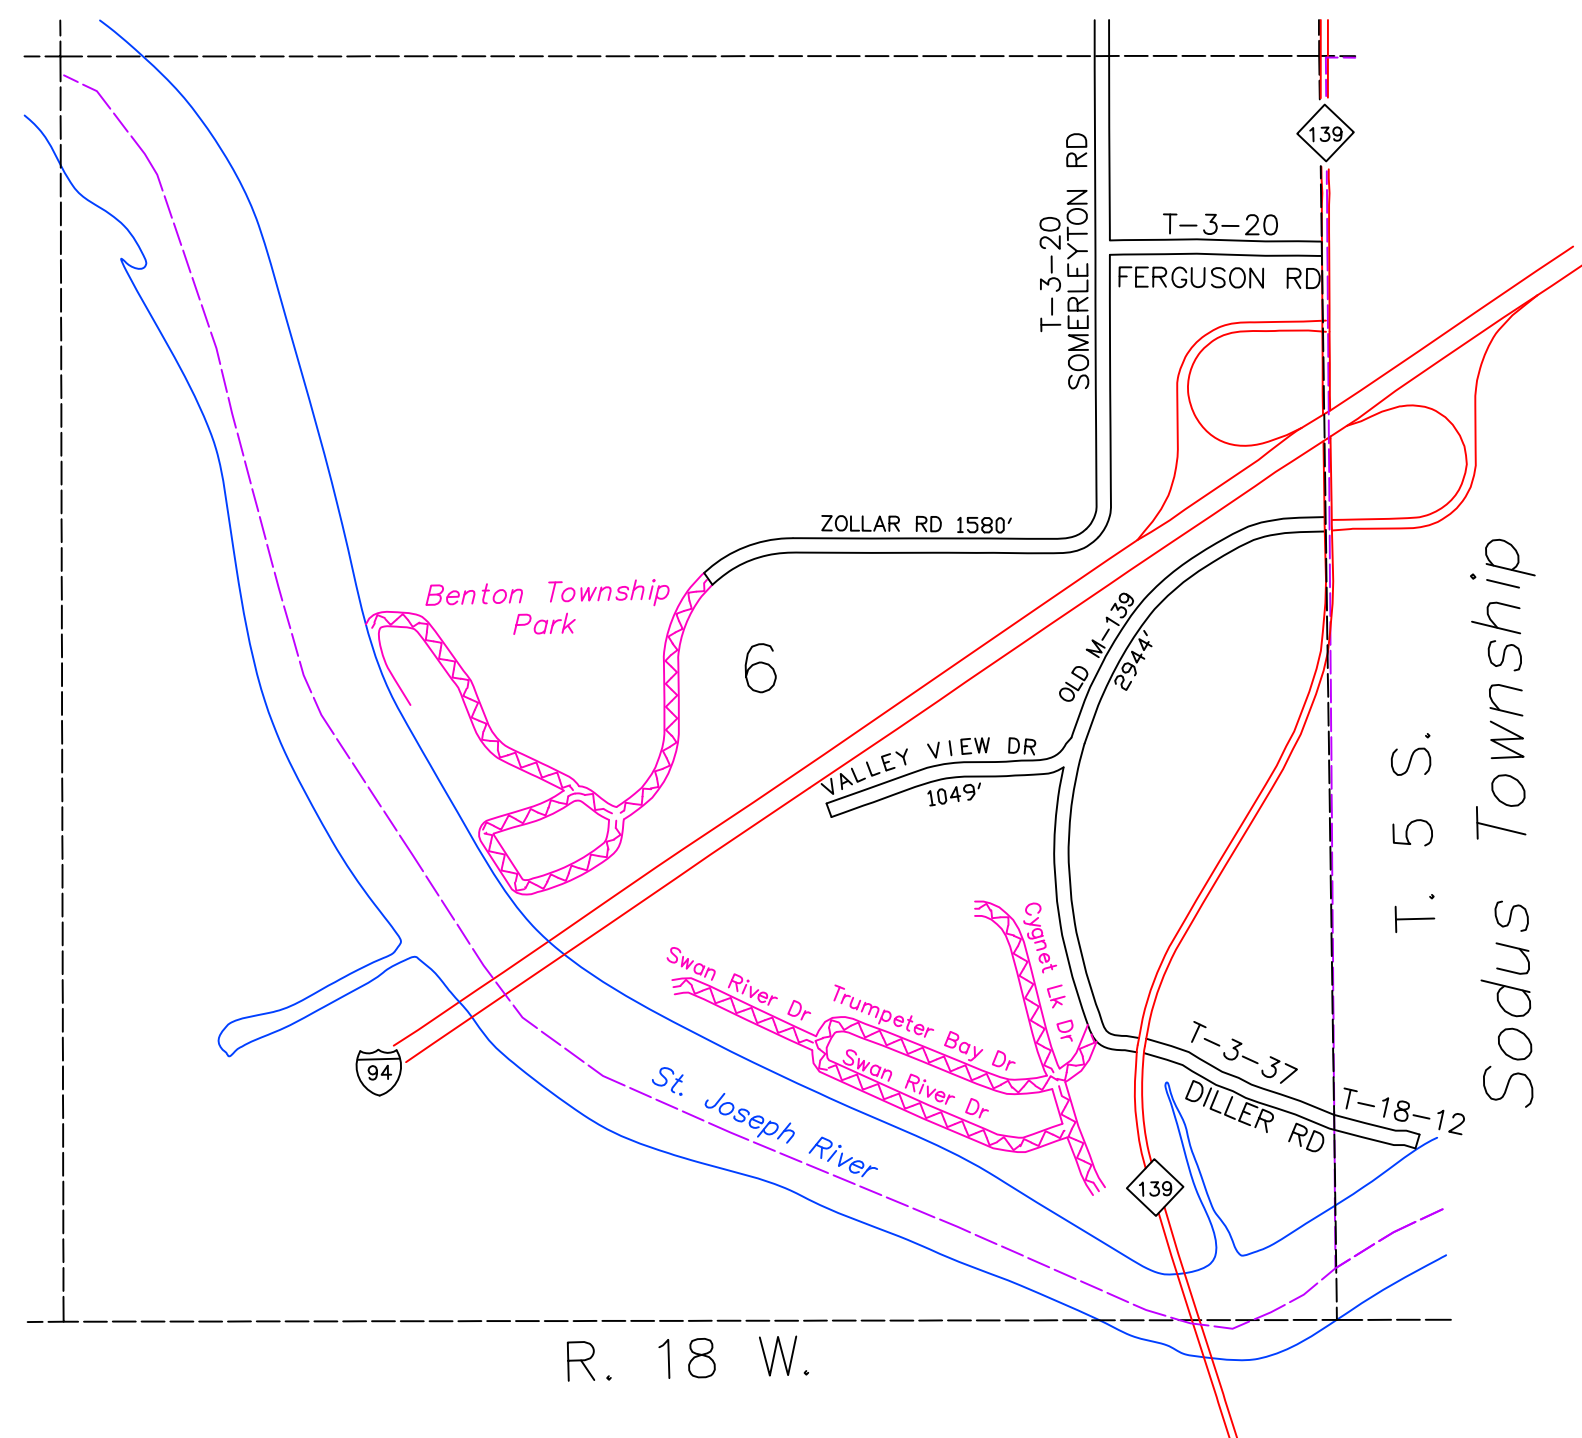 139
T-3-20
SOMERLEYTON RD
T-3-20
FERGUSON RD
ZOLLAR RD 1580'
Benton Township
Park
6
OLD M-139
2944'
VALLEY VIEW DR
1049'
T. 5 S.
Sodus Township
Cygnet Lk Dr
Swan River Dr
Trumpeter Bay Dr
Swan River Dr
94
T-3-37
DILLER RD
T-18-12
St. Joseph River
139
R. 18 W.